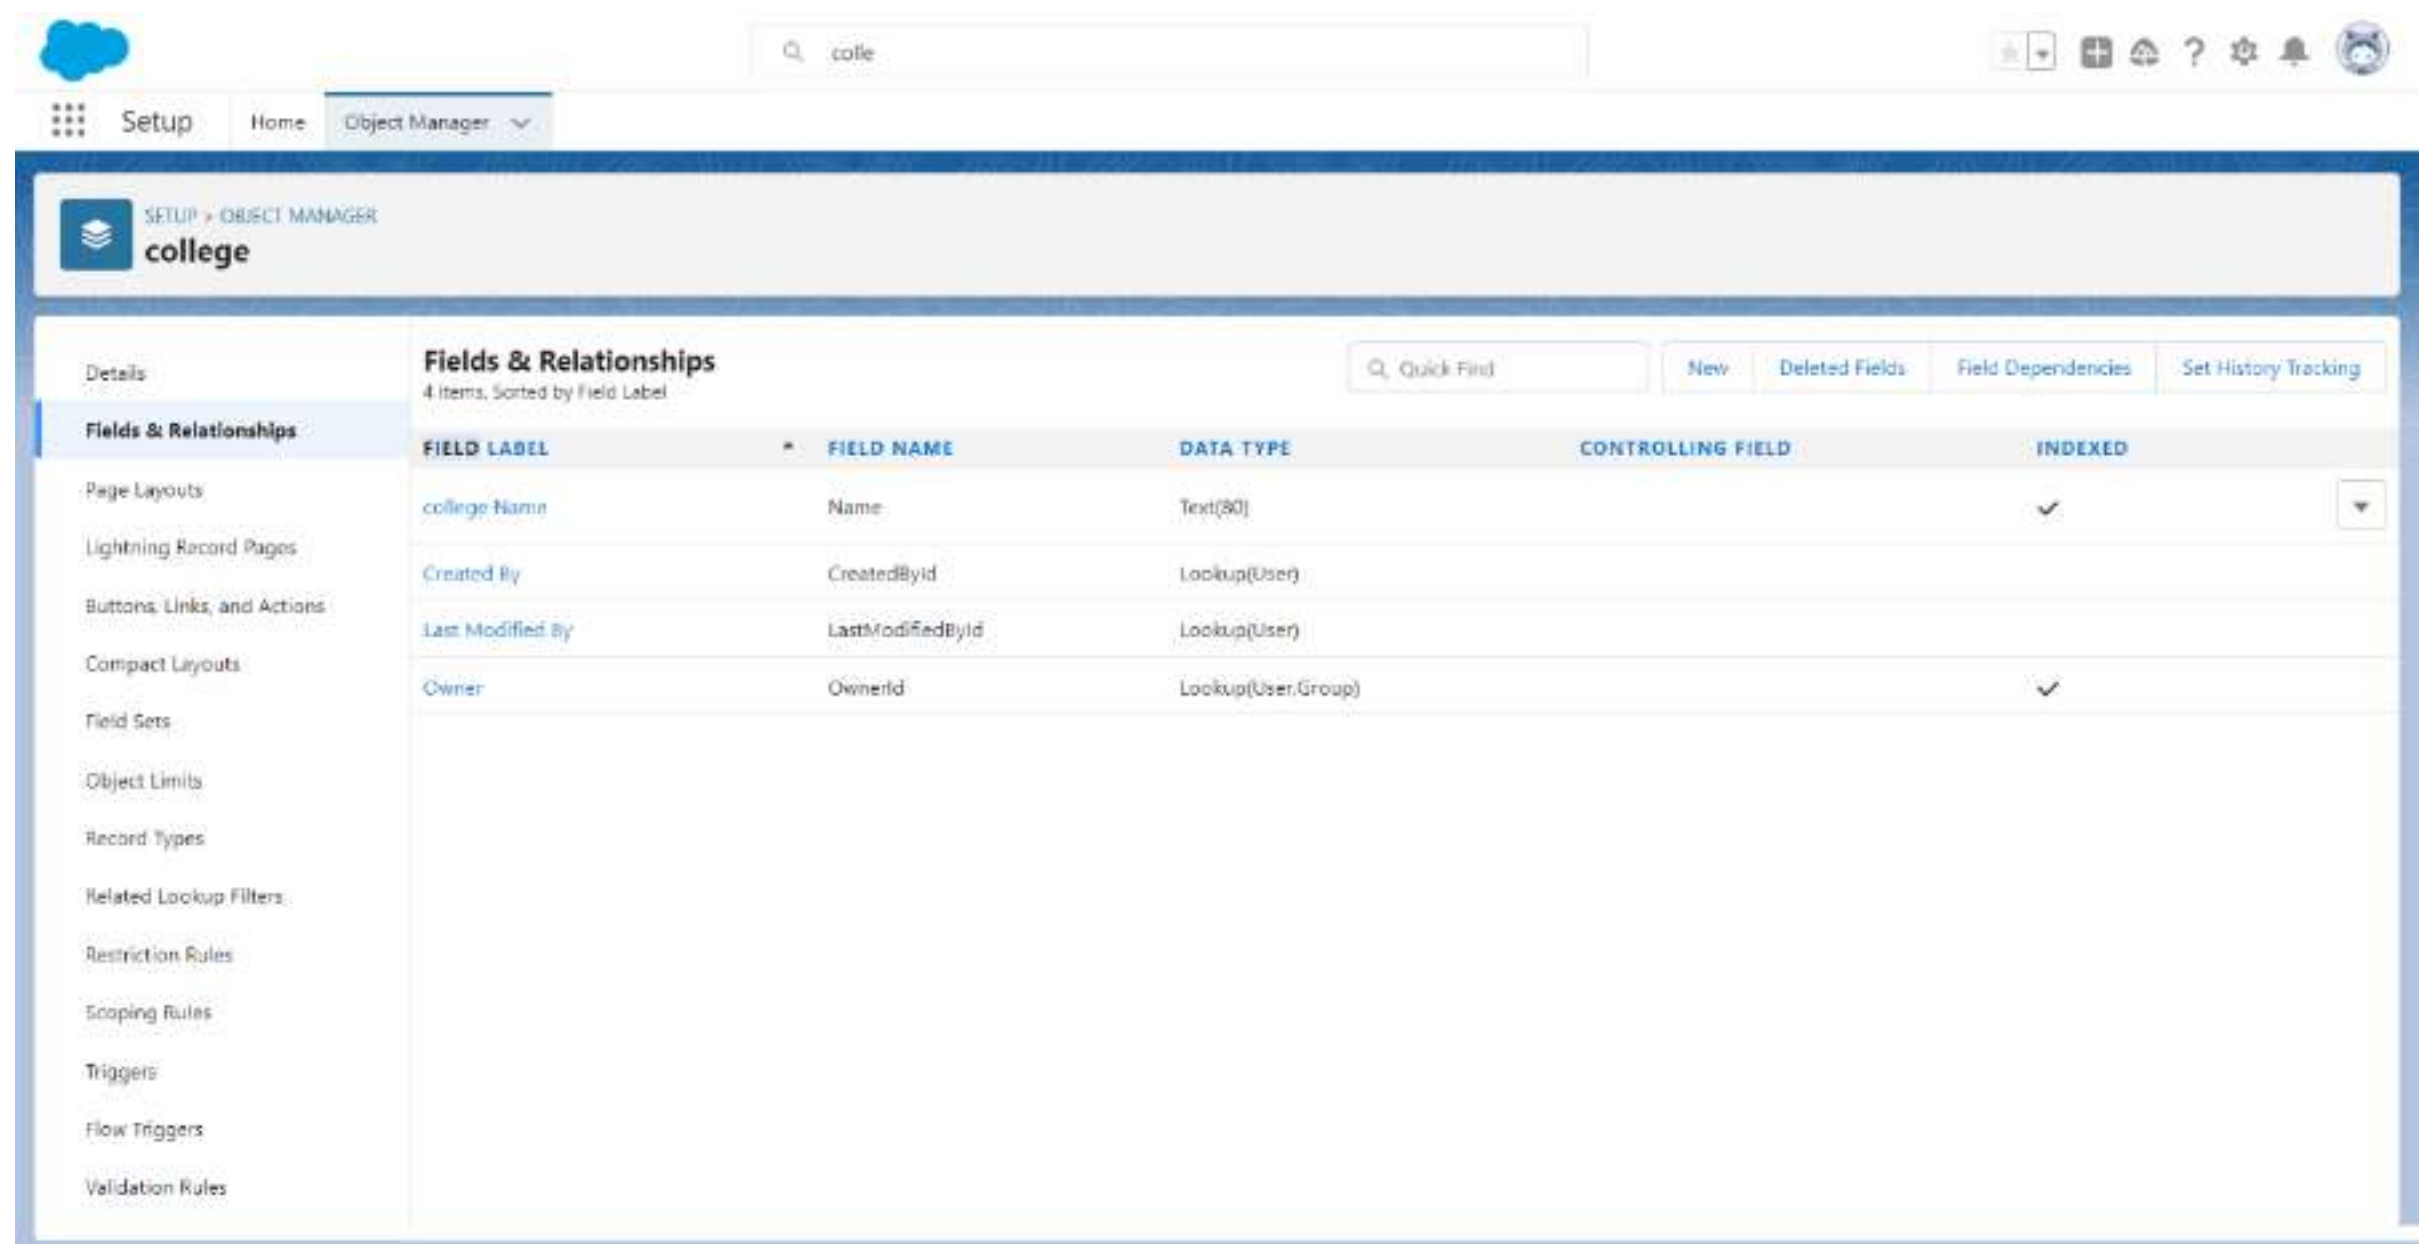 colle
Setup Home Object Manager
SETUP > OBJECT MANAGER
college
Details
Fields & Relationships
Page Layouts
Lightning Record Pages
Buttons, Links, and Actions
Compact Layouts
Field Sets
Object Limits
Record Types
Related Lookup Filters
Restriction Rules
Scoping Rules
Triggers
Flow Triggers
Validation Rules
Fields & Relationships
4 Items, Sorted by Field Label
Quick Find New Deleted Fields Field Dependencies Set History Tracking
FIELD LABEL FIELD NAME DATA TYPE CONTROLLING FIELD INDEXED
college Name Name Text(80)
Created By CreatedById Lookup(User)
Last Modified By LastModifiedById Lookup(User)
Owner OwnerId Lookup(User,Group)